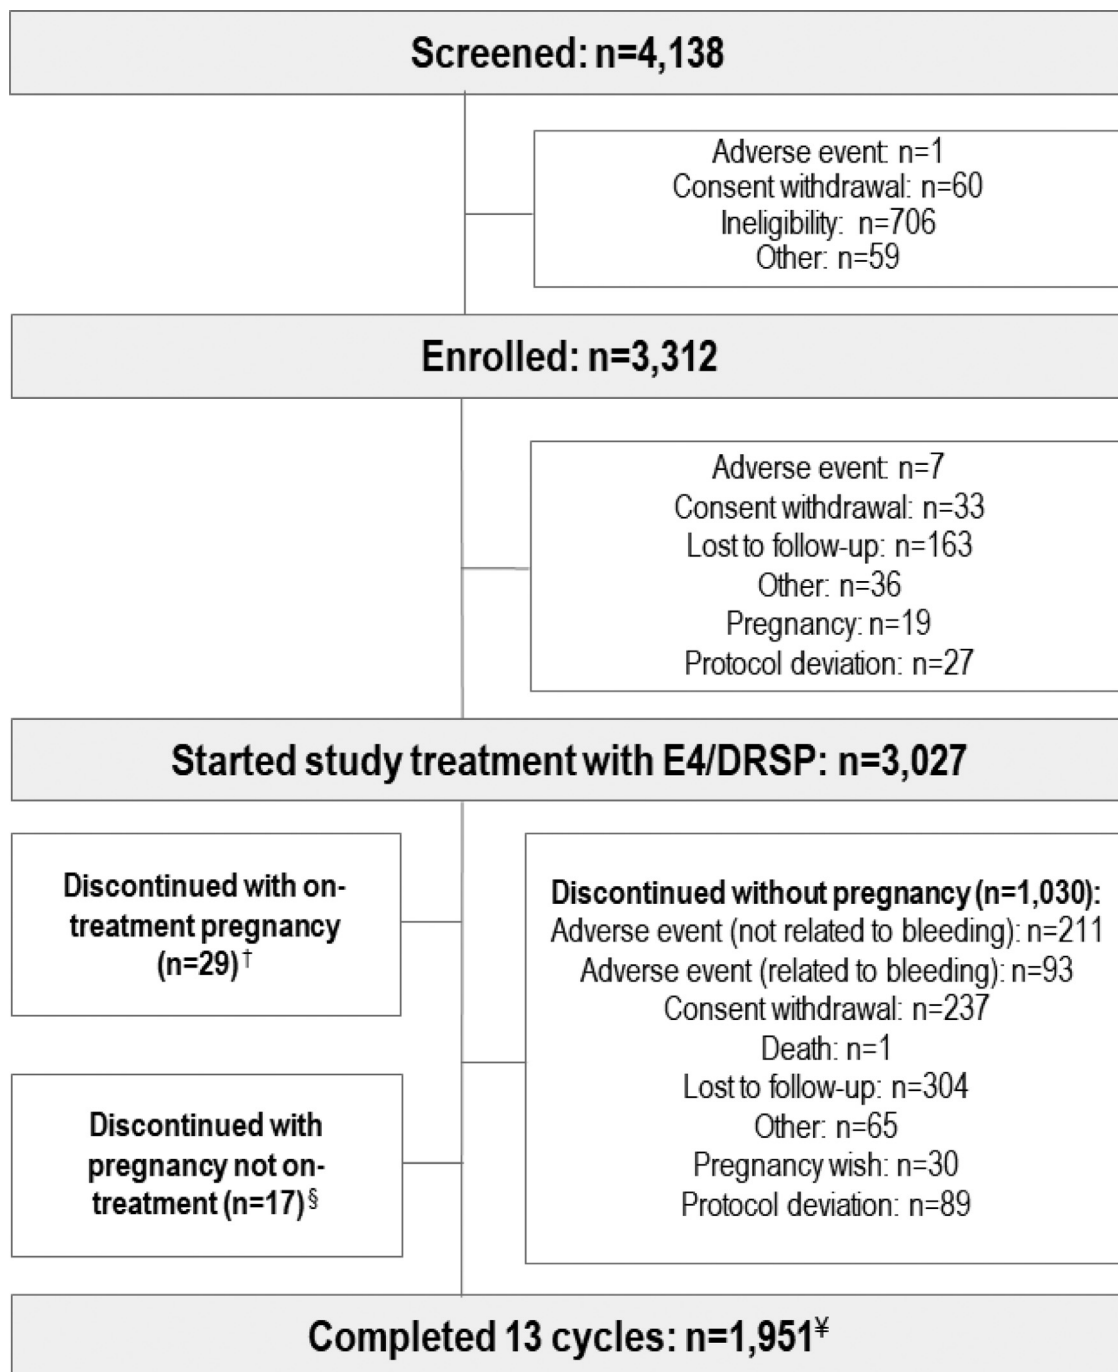 Screened: n=4,138
Adverse event: n=1
Consent withdrawal: n=60
Ineligibility: n=706
Other: n=59
Enrolled: n=3,312
Adverse event: n=7
Consent withdrawal: n=33
Lost to follow-up: n=163
Other: n=36
Pregnancy: n=19
Protocol deviation: n=27
Started study treatment with E4/DRSP: n=3,027
Discontinued with on-
treatment pregnancy
(n=29)†
Discontinued without pregnancy (n=1,030):
Adverse event (not related to bleeding): n=211
Adverse event (related to bleeding): n=93
Consent withdrawal: n=237
Death: n=1
Lost to follow-up: n=304
Other: n=65
Pregnancy wish: n=30
Protocol deviation: n=89
Discontinued with
pregnancy not on-
treatment (n=17)§
Completed 13 cycles: n=1,951¥